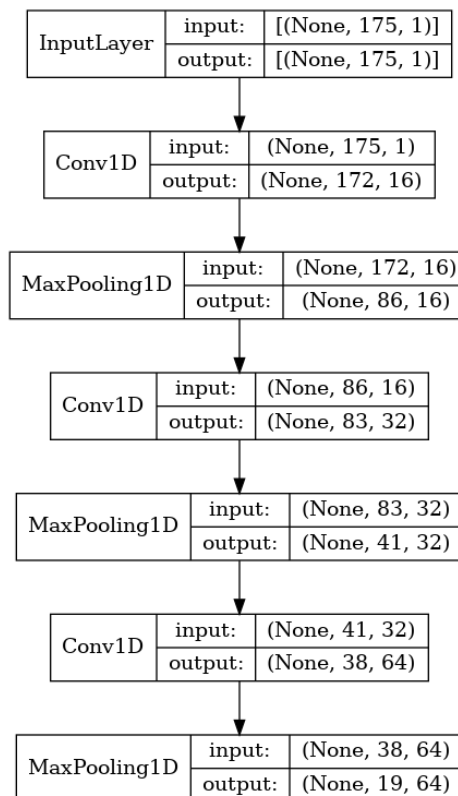 InputLayer
input: [(None, 175, 1)]
output: [(None, 175, 1)]
Conv1D
input: (None, 175, 1)
output: (None, 172, 16)
MaxPooling1D
input: (None, 172, 16)
output: (None, 86, 16)
Conv1D
input: (None, 86, 16)
output: (None, 83, 32)
MaxPooling1D
input: (None, 83, 32)
output: (None, 41, 32)
Conv1D
input: (None, 41, 32)
output: (None, 38, 64)
MaxPooling1D
input: (None, 38, 64)
output: (None, 19, 64)